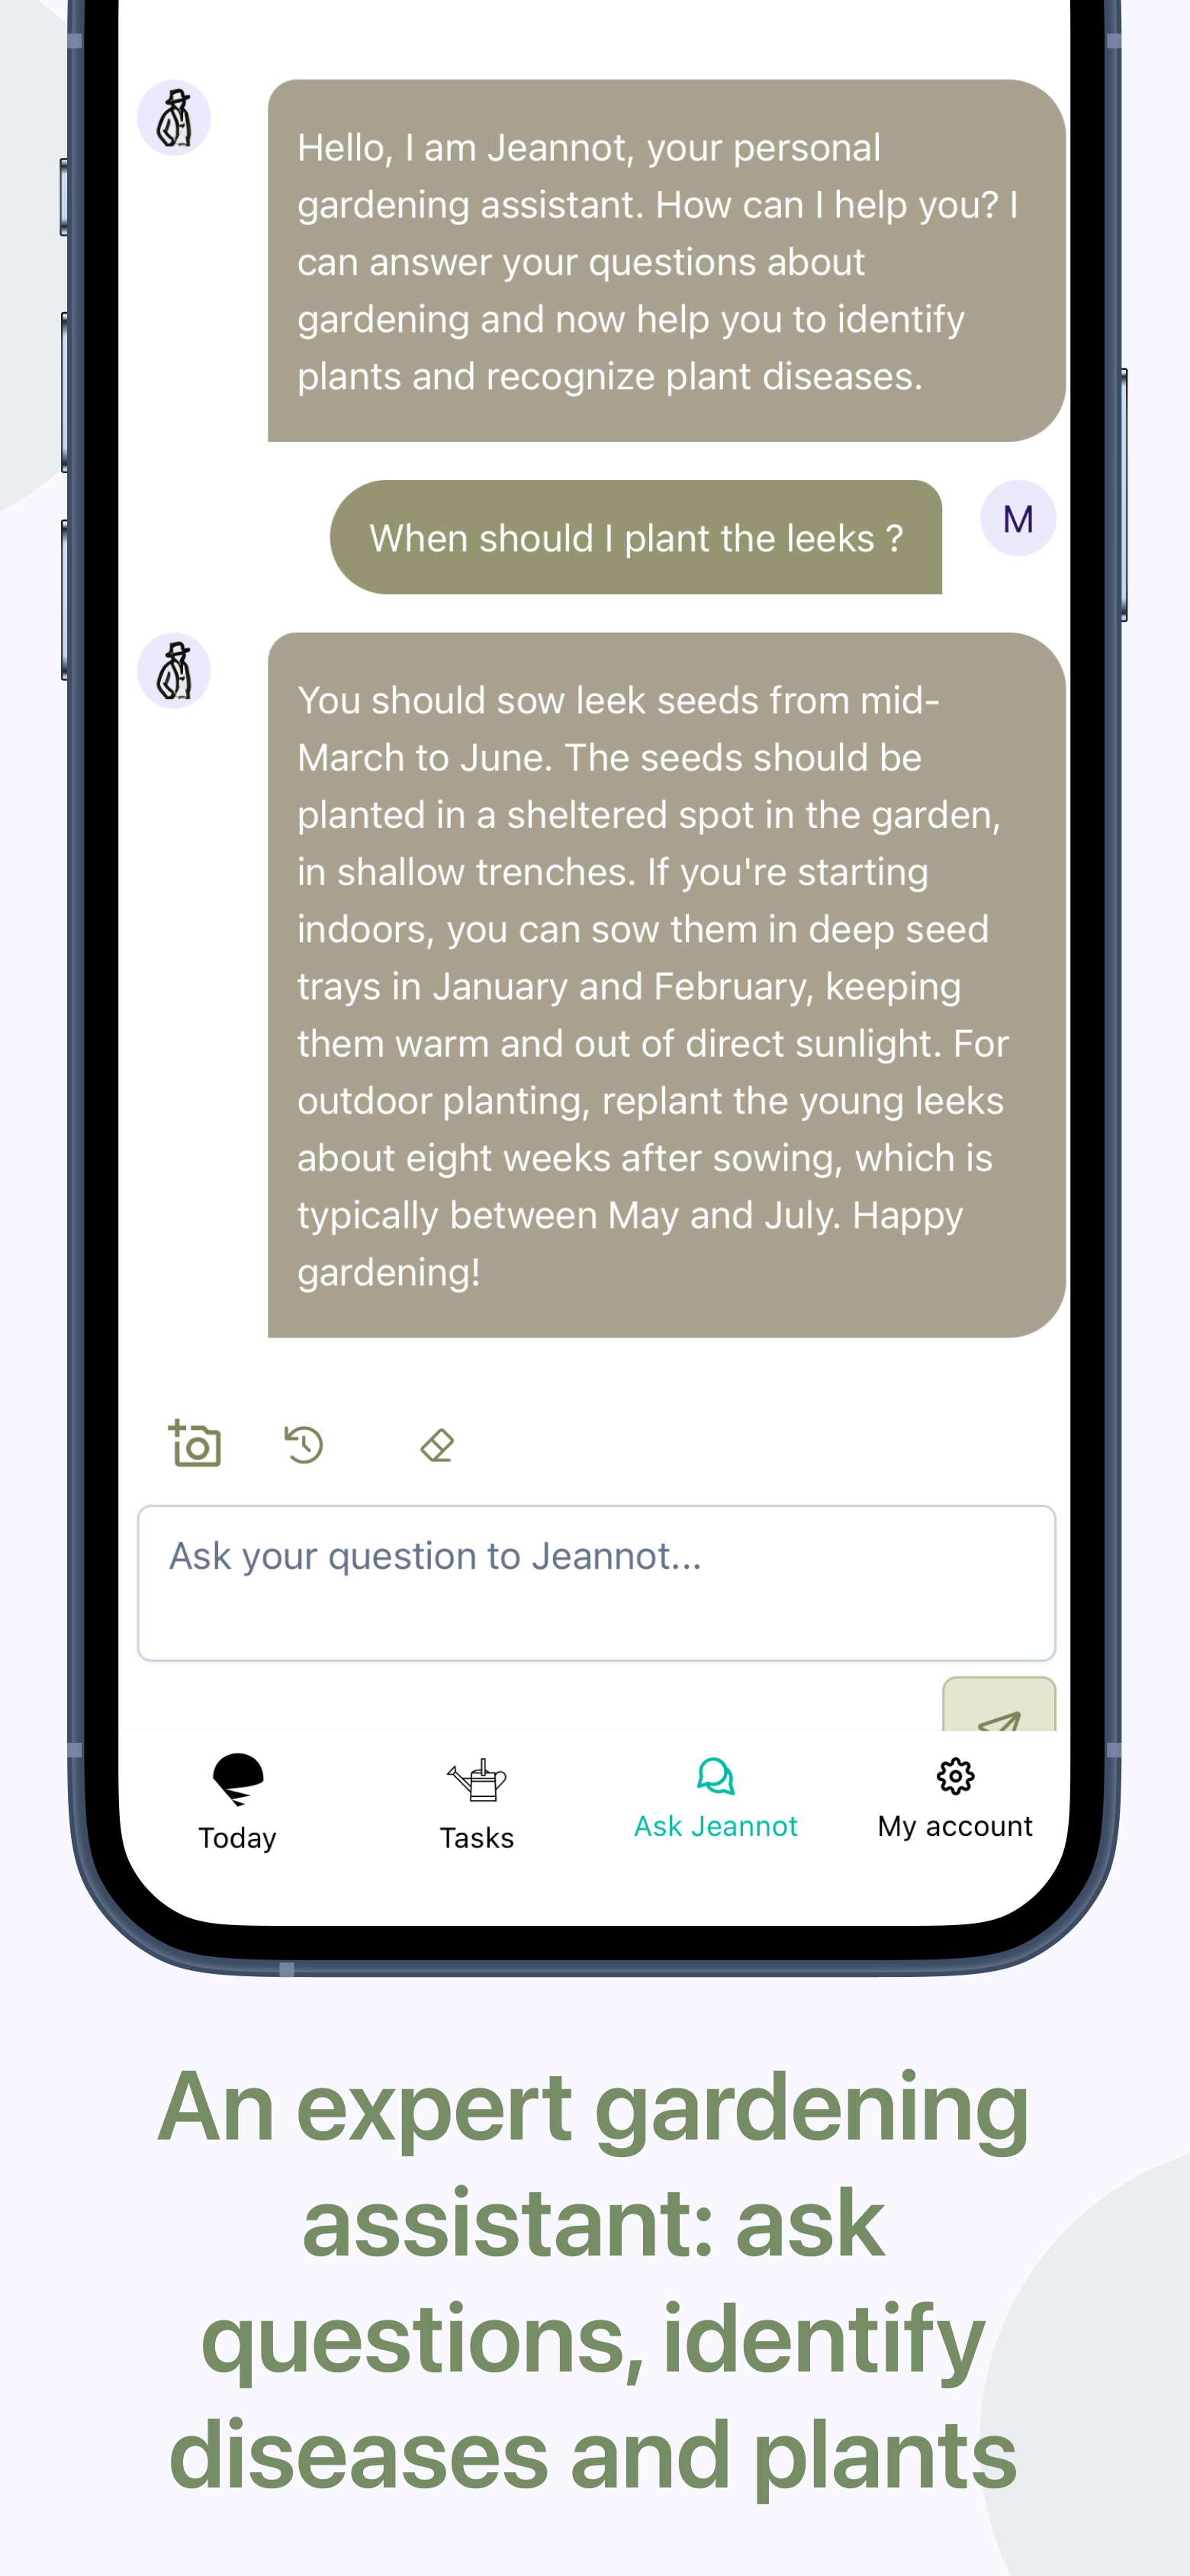 Hello, I am Jeannot, your personal
gardening assistant. How can I help you? I
can answer your questions about
gardening and now help you to identify
plants and recognize plant diseases.
When should I plant the leeks ?
M
You should sow leek seeds from mid-
March to June. The seeds should be
planted in a sheltered spot in the garden,
in shallow trenches. If you're starting
indoors, you can sow them in deep seed
trays in January and February, keeping
them warm and out of direct sunlight. For
outdoor planting, replant the young leeks
about eight weeks after sowing, which is
typically between May and July. Happy
gardening!
Ask your question to Jeannot...
Today
Tasks
Ask Jeannot
My account
An expert gardening
assistant: ask
questions, identify
diseases and plants